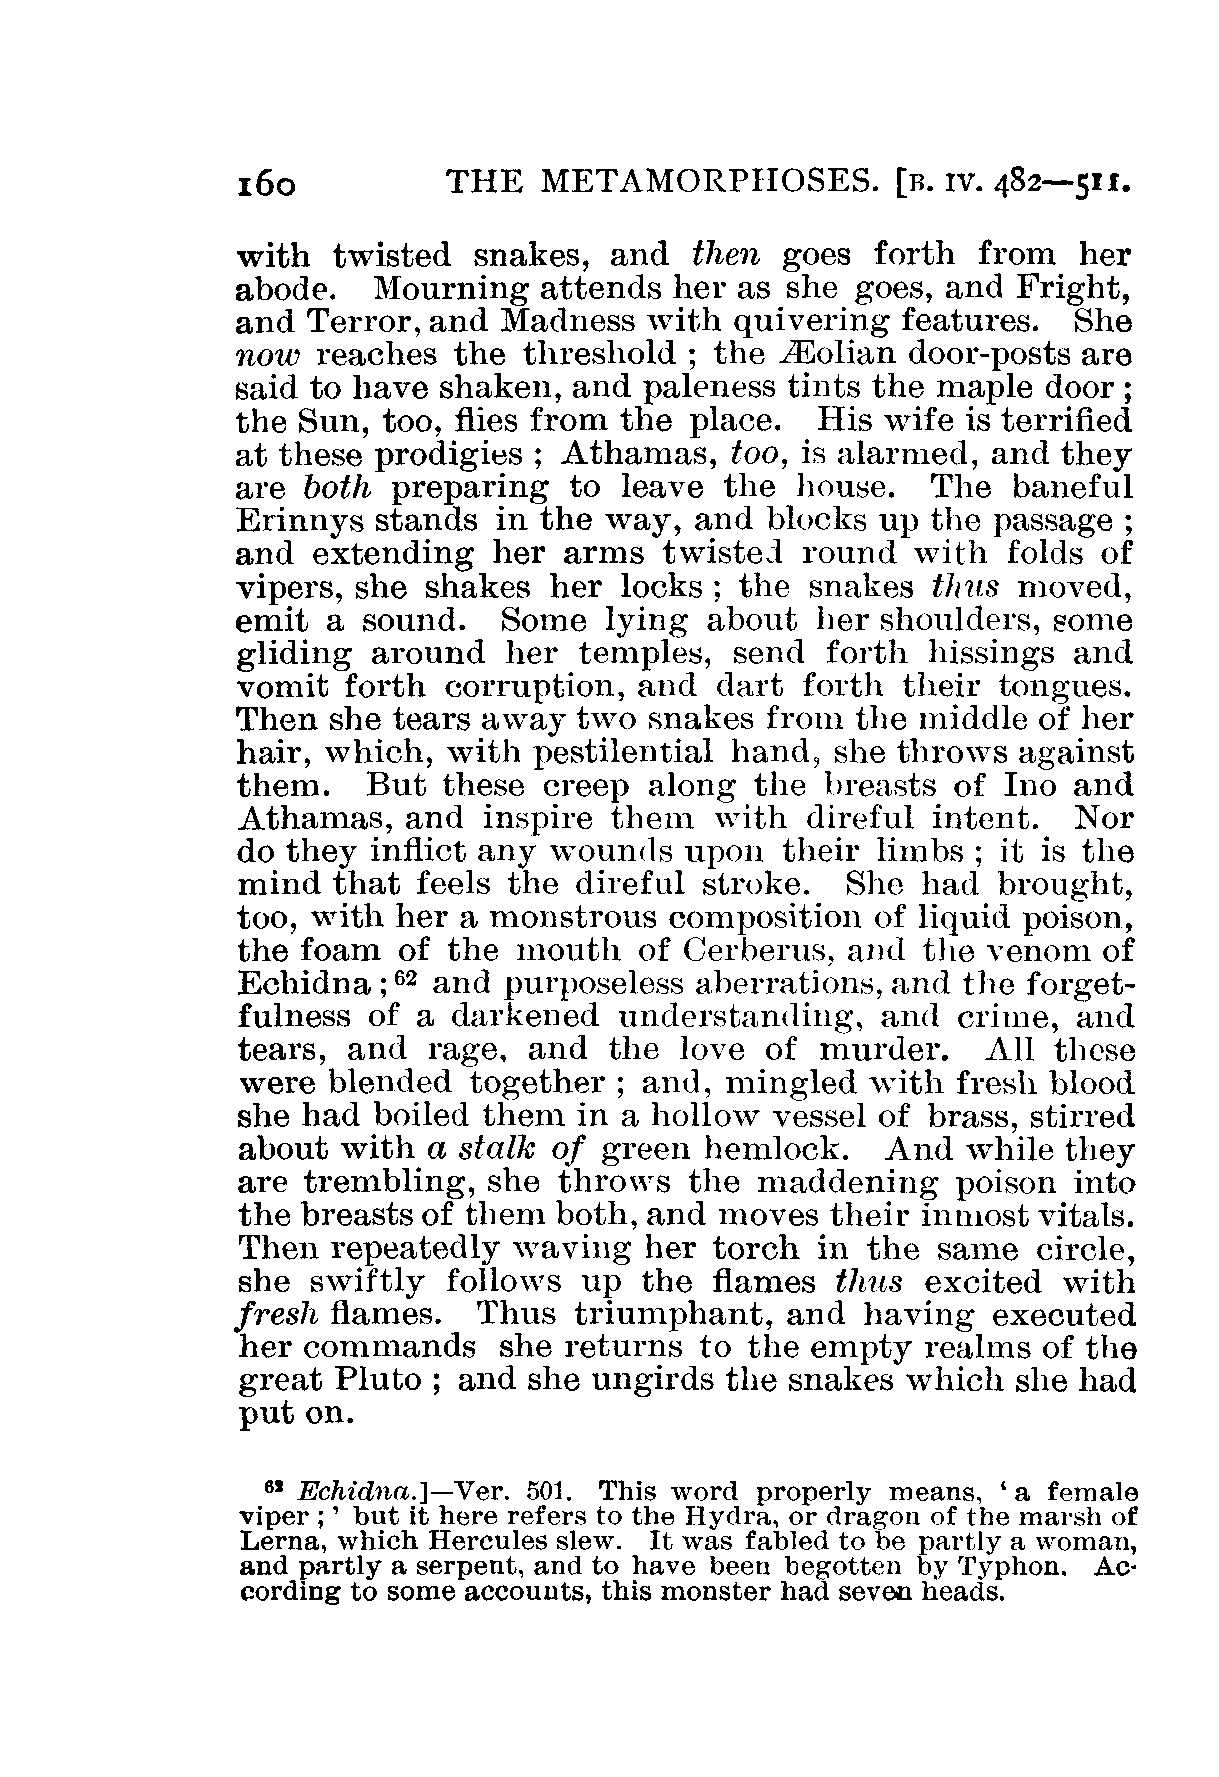 160 THE METAMORPHOSES. [B. IV. 482—511.
with twisted snakes, and then goes forth from her
abode. Mourning attends her as she goes, and Fright,
and Terror, and Madness with quivering features. She
now reaches the threshold ; the Æolian door-posts are
said to have shaken, and paleness tints the maple door ;
the Sun, too, flies from the place. His wife is terrified
at these prodigies ; Athamas, too, is alarmed, and they
are both preparing to leave the house. The baneful
Erinnys stands in the way, and blocks up the passage ;
and extending her arms twisted round with folds of
vipers, she shakes her locks ; the snakes thus moved,
emit a sound. Some lying about her shoulders, some
gliding around her temples, send forth hissings and
vomit forth corruption, and dart forth their tongues.
Then she tears away two snakes from the middle of her
hair, which, with pestilential hand, she throws against
them. But these creep along the breasts of Ino and
Athamas, and inspire them with direful intent. Nor
do they inflict any wounds upon their limbs ; it is the
mind that feels the direful stroke. She had brought,
too, with her a monstrous composition of liquid poison,
the foam of the mouth of Cerberus, and the venom of
Echidna ;⁶² and purposeless aberrations, and the forget-
fulness of a darkened understanding, and crime, and
tears, and rage, and the love of murder. All these
were blended together ; and, mingled with fresh blood
she had boiled them in a hollow vessel of brass, stirred
about with a stalk of green hemlock. And while they
are trembling, she throws the maddening poison into
the breasts of them both, and moves their inmost vitals.
Then repeatedly waving her torch in the same circle,
she swiftly follows up the flames thus excited with
fresh flames. Thus triumphant, and having executed
her commands she returns to the empty realms of the
great Pluto ; and she ungirds the snakes which she had
put on.
⁶² Echidna.]—Ver. 501. This word properly means, ‘ a female
viper ; ’ but it here refers to the Hydra, or dragon of the marsh of
Lerna, which Hercules slew. It was fabled to be partly a woman,
and partly a serpent, and to have been begotten by Typhon. Ac-
cording to some accounts, this monster had seven heads.